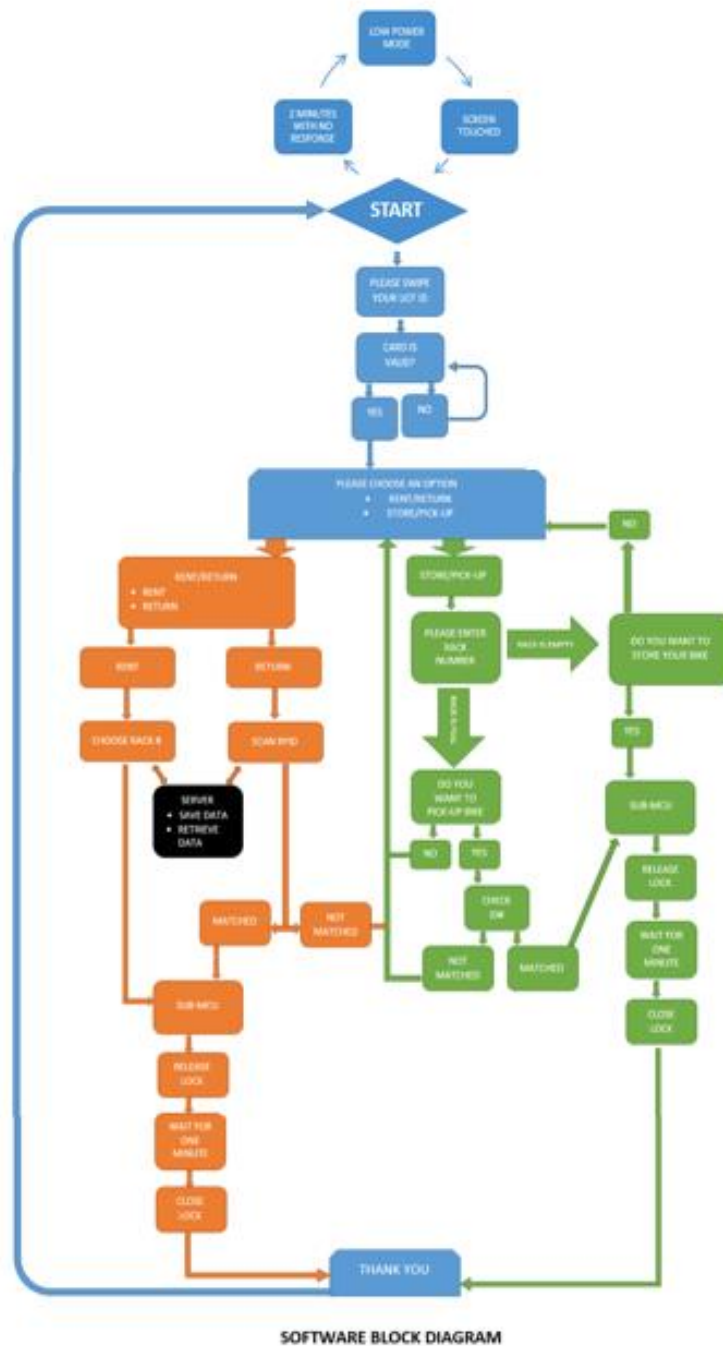 LOW POWER
MODE
2 MINUTES
WITH NO
RESPONSE
SCREEN
TOUCHED
START
PLEASE SWIPE
YOUR UCF ID
CARD IS
VALID?
YES
NO
PLEASE CHOOSE AN OPTION
• RENT/RETURN
• STORE/PICK-UP
NO
RENT/RETURN
• RENT
• RETURN
STORE/PICK-UP
PLEASE ENTER
RACK
NUMBER
RACK IS EMPTY
DO YOU WANT TO
STORE YOUR BIKE
RENT
RETURN
RACK IS FULL
YES
CHOOSE RACK #
SCAN RFID
DO YOU
WANT TO
PICK-UP BIKE
SERVER
• SAVE DATA
• RETRIEVE
DATA
SUB-MCU
NO
YES
RELEASE
LOCK
CHECK
ID#
MATCHED
NOT
MATCHED
WAIT FOR
ONE
MINUTE
NOT
MATCHED
MATCHED
SUB-MCU
CLOSE
LOCK
RELEASE
LOCK
WAIT FOR
ONE
MINUTE
CLOSE
LOCK
THANK YOU
SOFTWARE BLOCK DIAGRAM